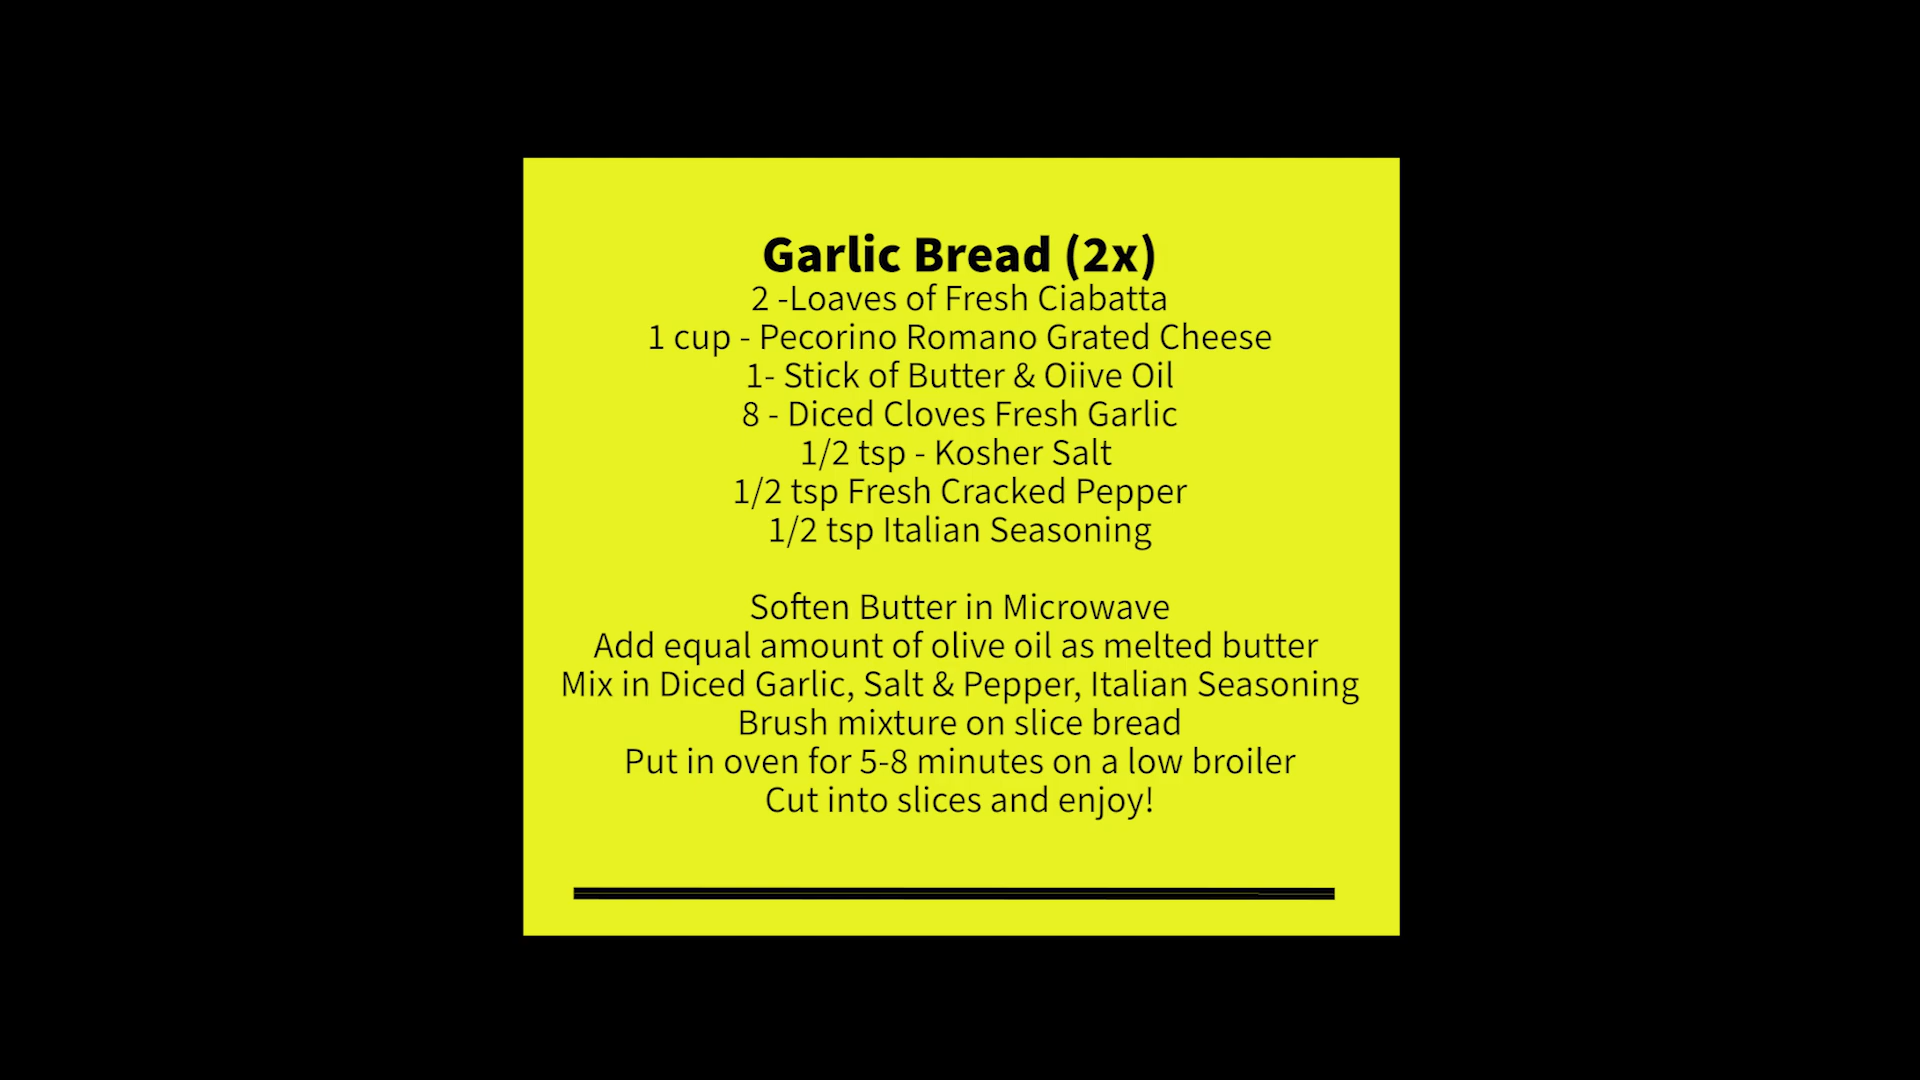 Garlic Bread (2x)
2 -Loaves of Fresh Ciabatta
1 cup - Pecorino Romano Grated Cheese
1- Stick of Butter & Oiive Oil
8 - Diced Cloves Fresh Garlic
1/2 tsp - Kosher Salt
1/2 tsp Fresh Cracked Pepper
1/2 tsp Italian Seasoning
Soften Butter in Microwave
Add equal amount of olive oil as melted butter
Mix in Diced Garlic, Salt & Pepper, Italian Seasoning
Brush mixture on slice bread
Put in oven for 5-8 minutes on a low broiler
Cut into slices and enjoy!